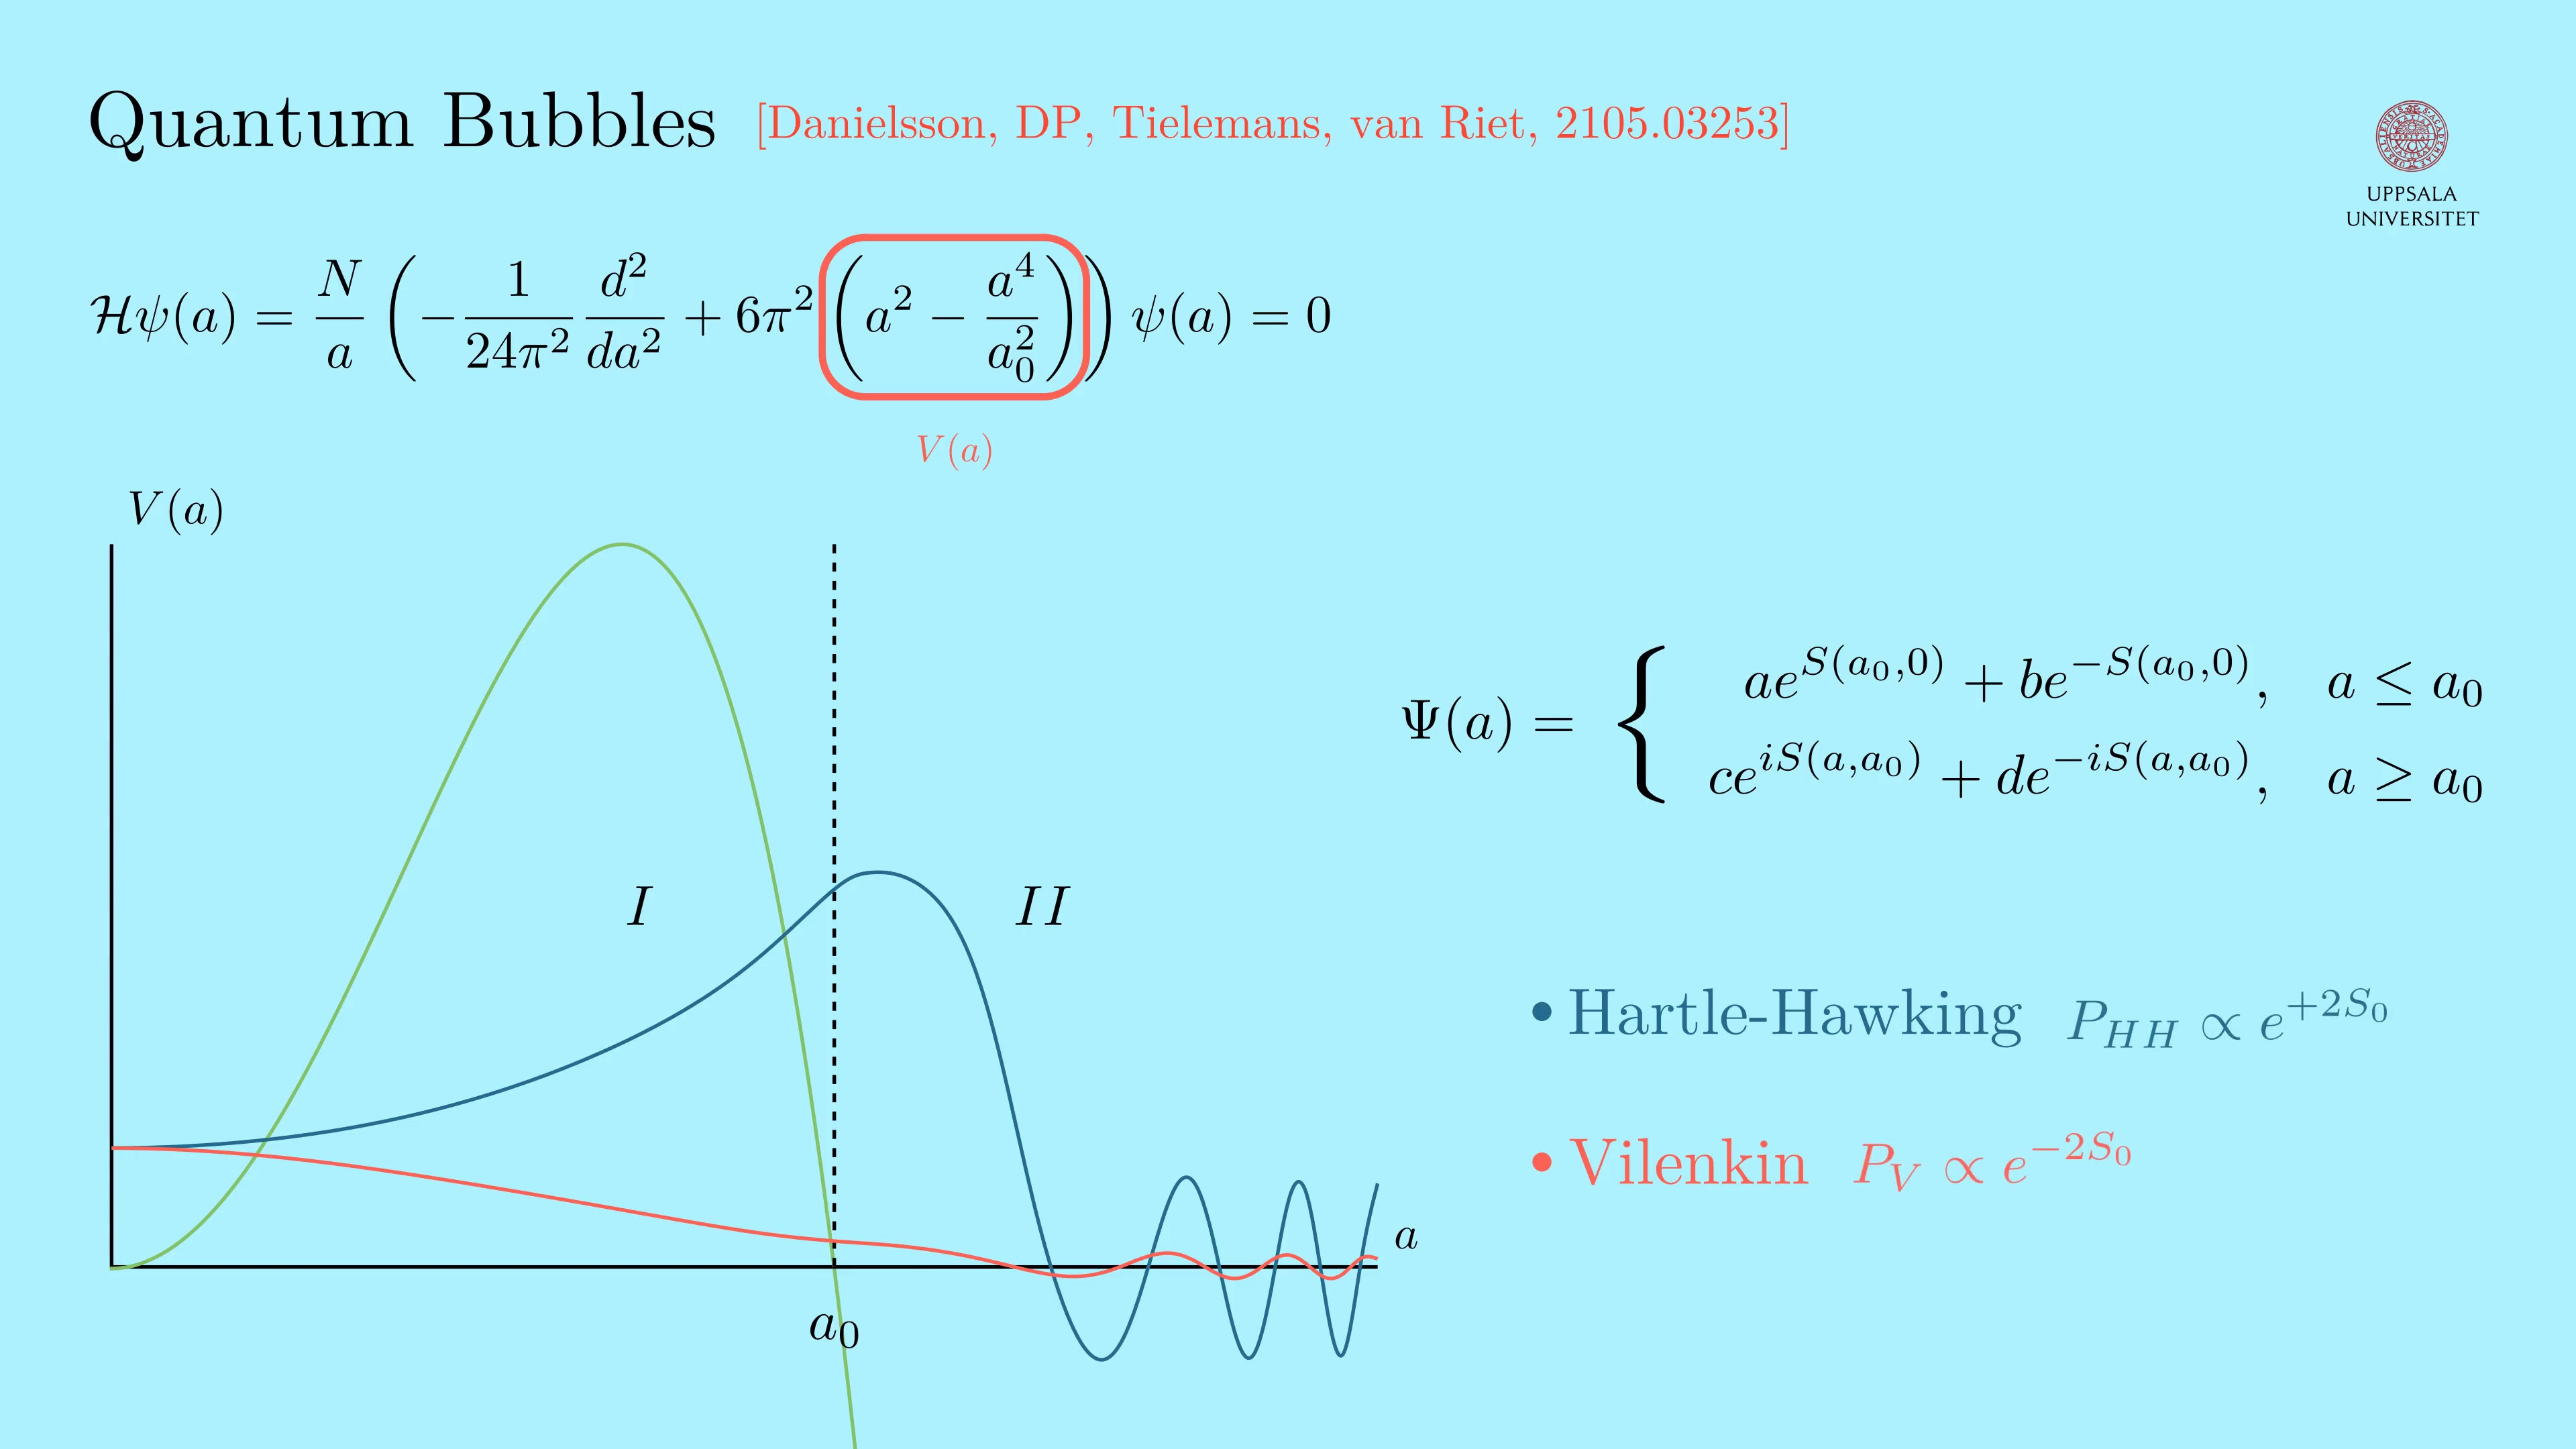 Quantum Bubbles [Danielsson, DP, Tielemans, van Riet, 2105.03253]
UPPSALA
UNIVERSITET
$\mathcal{H}\psi(a) = \frac{N}{a}\left(-\frac{1}{24\pi^2}\frac{d^2}{da^2} + 6\pi^2\left(a^2 - \frac{a^4}{a_0^2}\right)\right)\psi(a) = 0$
$V(a)$
$V(a)$
$I$
$II$
$a$
$a_0$
$\Psi(a) = \begin{cases} ae^{S(a_0,0)} + be^{-S(a_0,0)}, & a \leq a_0 \\ ce^{iS(a,a_0)} + de^{-iS(a,a_0)}, & a \geq a_0 \end{cases}$
• Hartle-Hawking $P_{HH} \propto e^{+2S_0}$
• Vilenkin $P_V \propto e^{-2S_0}$